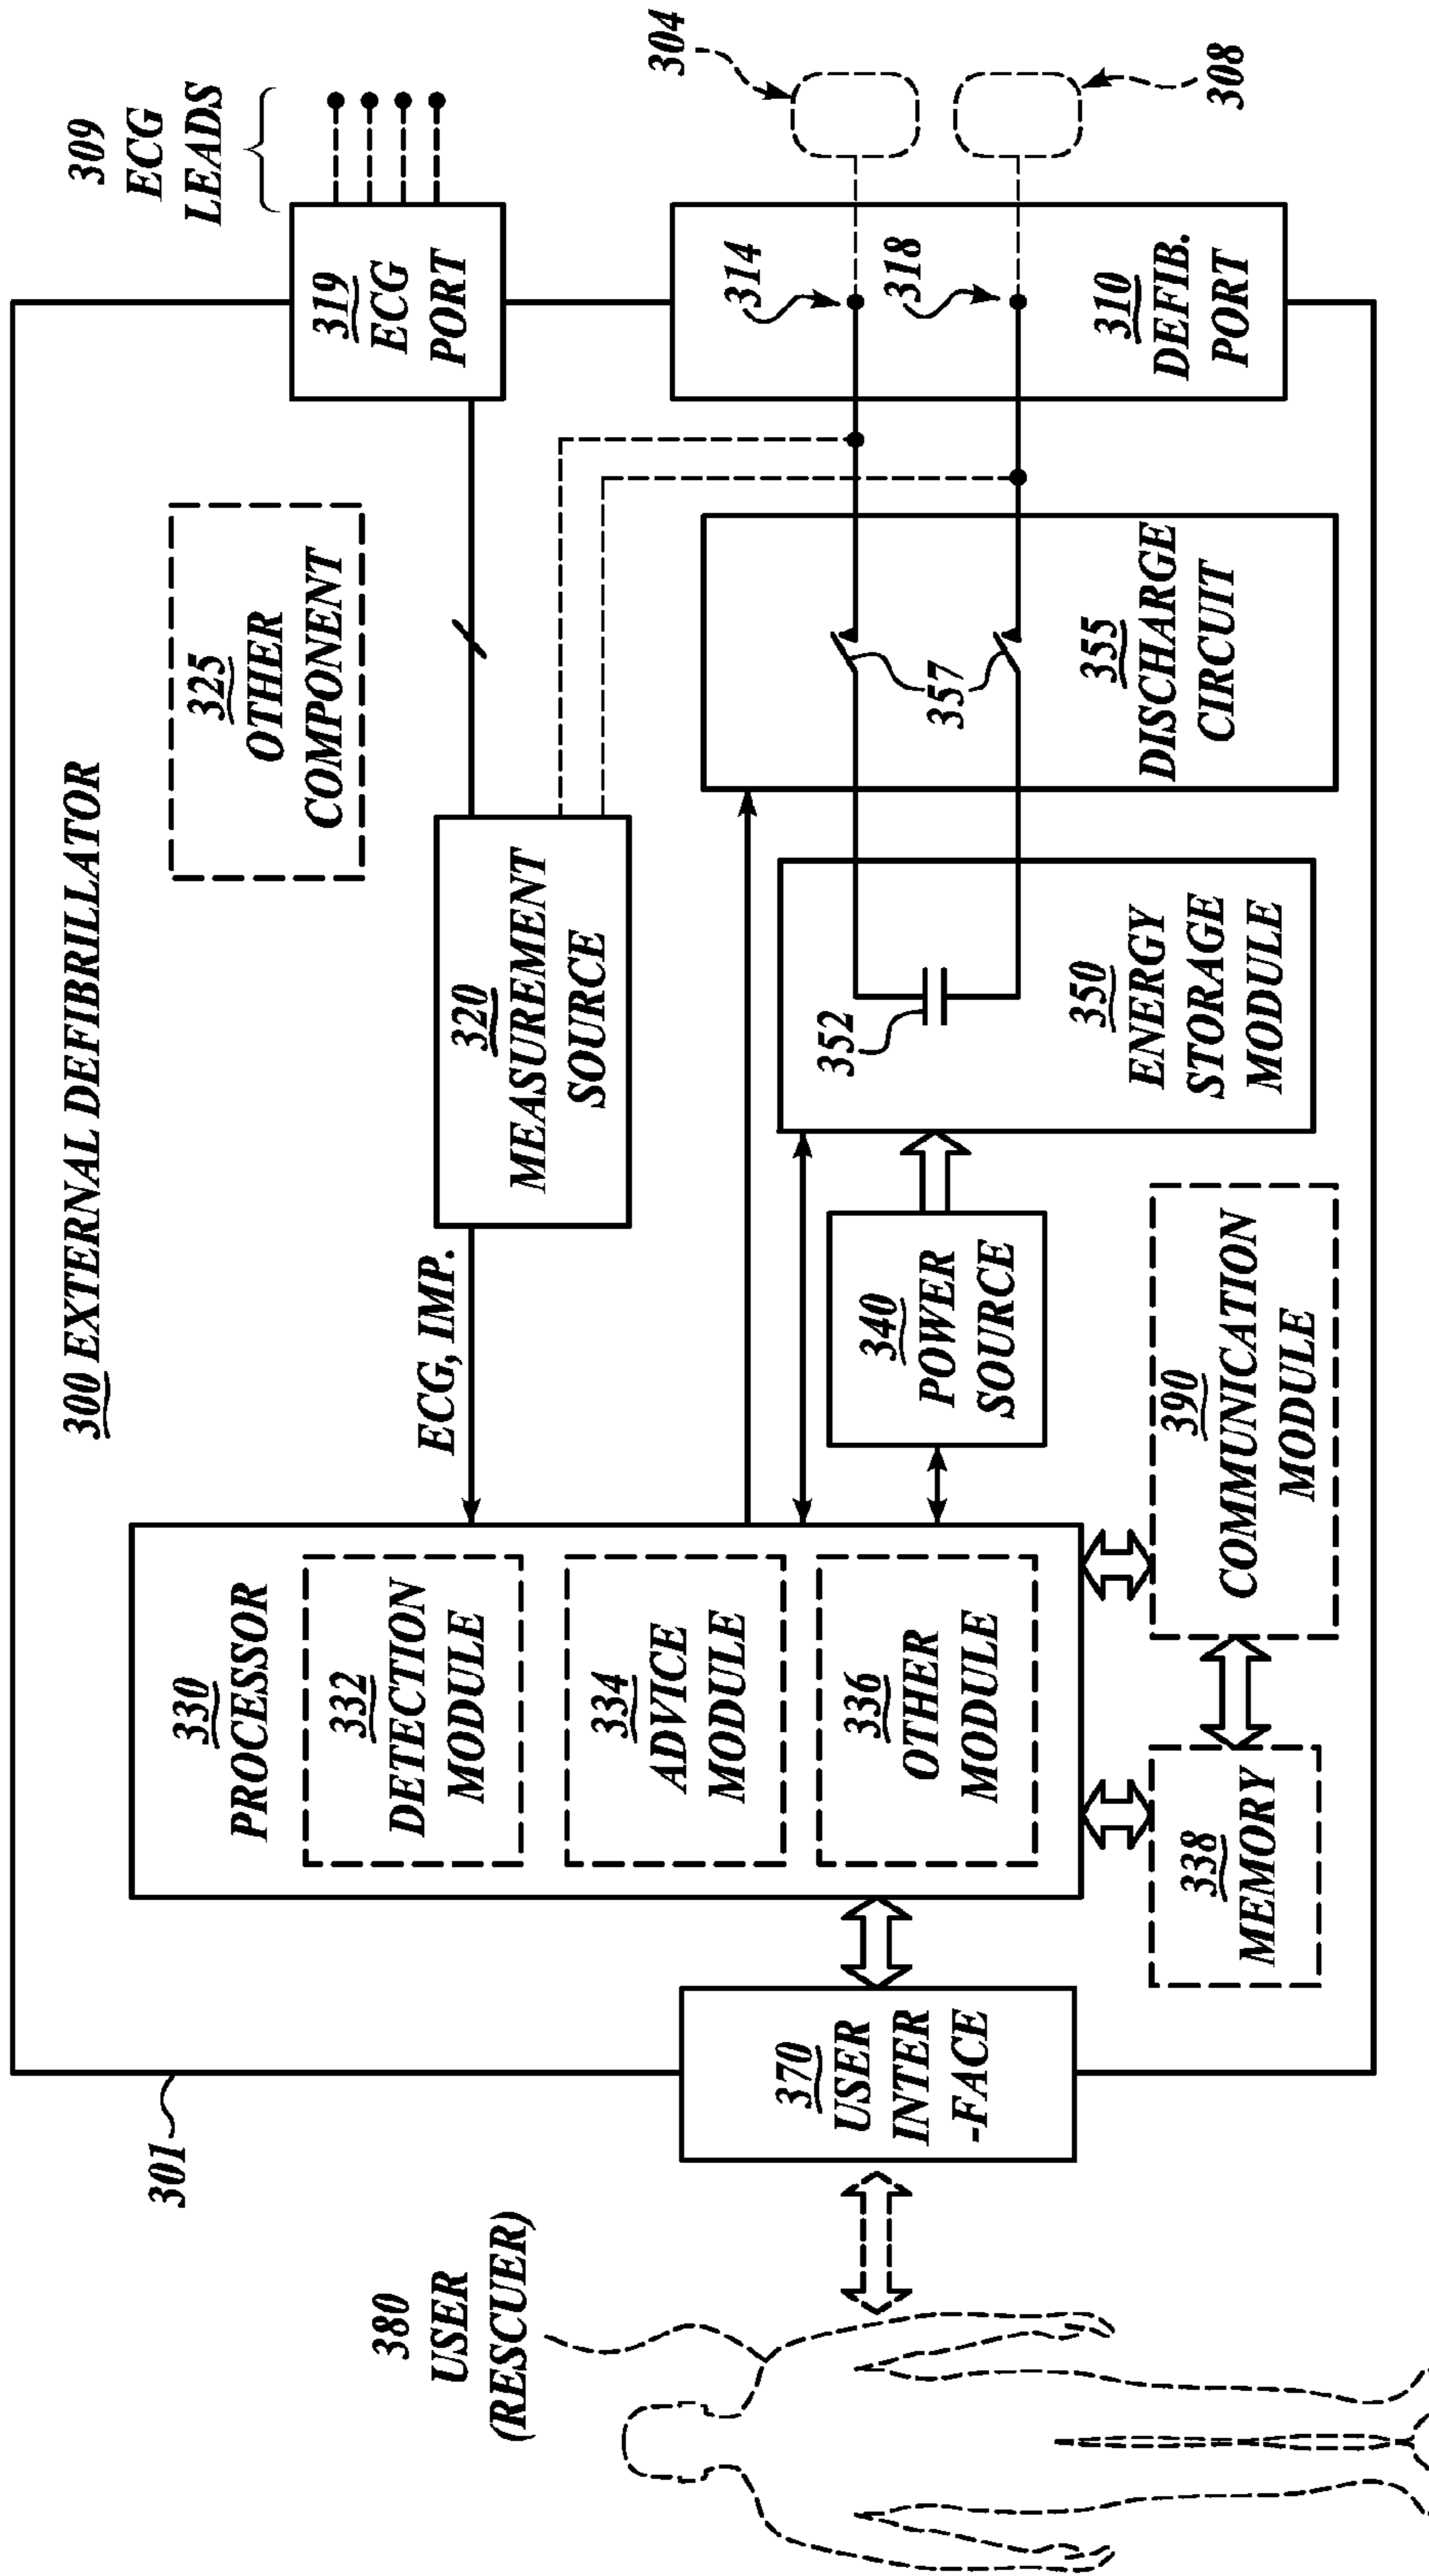 300 EXTERNAL DEFIBRILLATOR
301
309
ECG
LEADS
319
ECG
PORT
325
OTHER
COMPONENT
320
MEASUREMENT
SOURCE
ECG, IMP.
330
PROCESSOR
332
DETECTION
MODULE
334
ADVICE
MODULE
336
OTHER
MODULE
380
USER
(RESCUER)
370
USER
INTER
-FACE
338
MEMORY
390
COMMUNICATION
MODULE
340
POWER
SOURCE
352
350
ENERGY
STORAGE
MODULE
357
355
DISCHARGE
CIRCUIT
314
318
310
DEFIB.
PORT
304
308